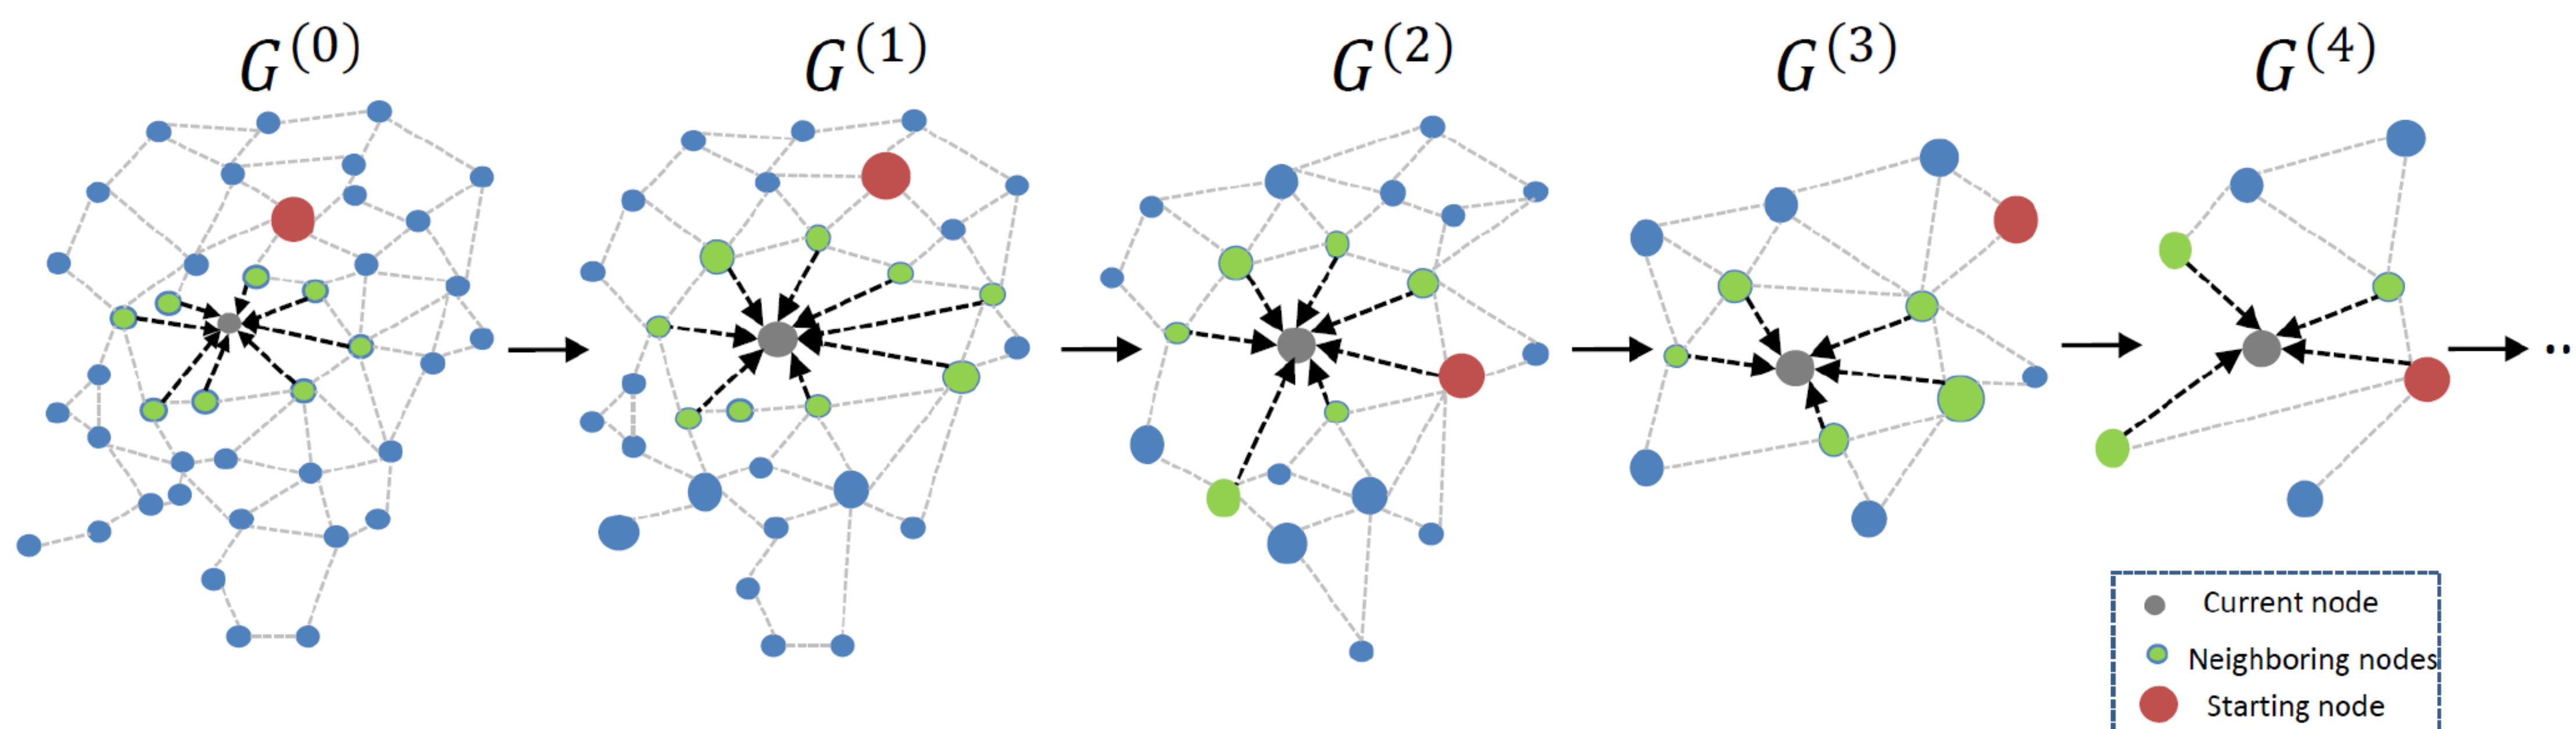 G^(0) G^(1) G^(2) G^(3) G^(4)
..
Current node
Neighboring nodes
Starting node